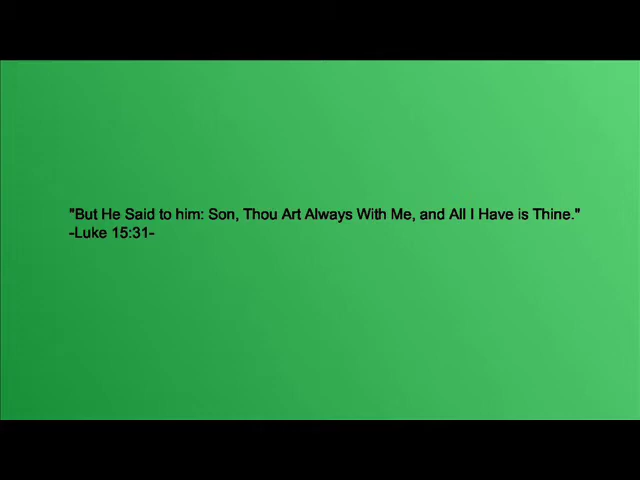 "But He Said to him: Son, Thou Art Always With Me, and All I Have is Thine."
-Luke 15:31-